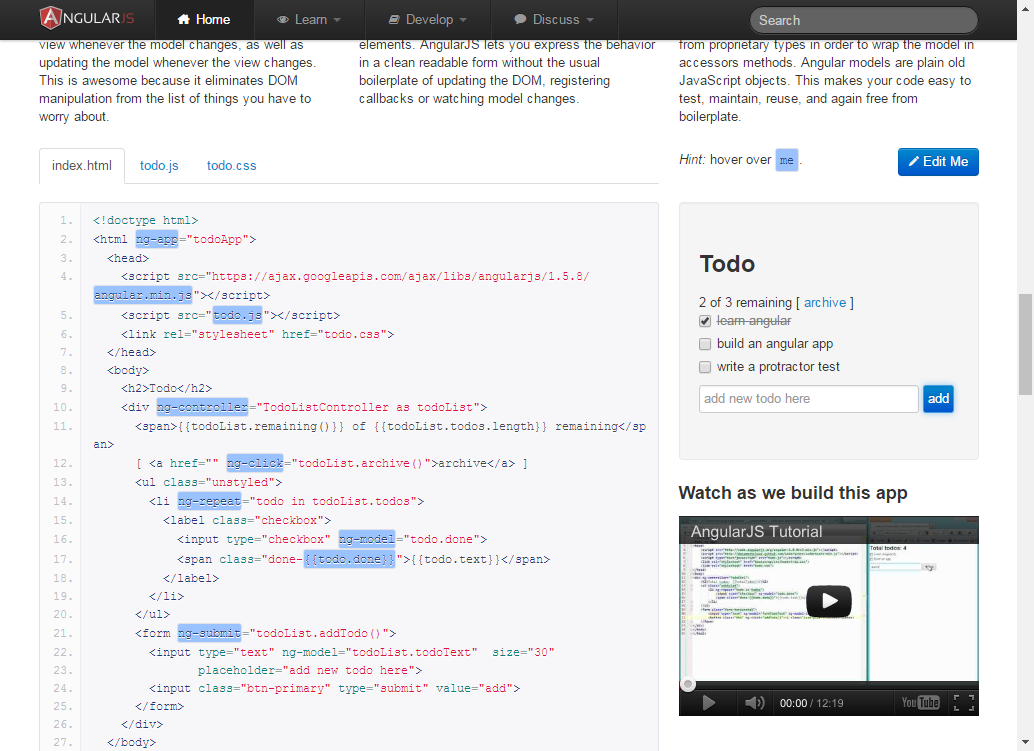 ANGULARJS Home Learn Develop Discuss Search
view whenever the model changes, as well as
updating the model whenever the view changes.
This is awesome because it eliminates DOM
manipulation from the list of things you have to
worry about.
elements. AngularJS lets you express the behavior
in a clean readable form without the usual
boilerplate of updating the DOM, registering
callbacks or watching model changes.
from proprietary types in order to wrap the model in
accessors methods. Angular models are plain old
JavaScript objects. This makes your code easy to
test, maintain, reuse, and again free from
boilerplate.
index.html todo.js todo.css
Hint: hover over me .
Edit Me
1. <!doctype html>
2. <html ng-app="todoApp">
3. <head>
4. <script src="https://ajax.googleapis.com/ajax/libs/angularjs/1.5.8/
angular.min.js"></script>
5. <script src="todo.js"></script>
6. <link rel="stylesheet" href="todo.css">
7. </head>
8. <body>
9. <h2>Todo</h2>
10. <div ng-controller="TodoListController as todoList">
11. <span>{{todoList.remaining()}} of {{todoList.todos.length}} remaining</sp
an>
12. [ <a href="" ng-click="todoList.archive()">archive</a> ]
13. <ul class="unstyled">
14. <li ng-repeat="todo in todoList.todos">
15. <label class="checkbox">
16. <input type="checkbox" ng-model="todo.done">
17. <span class="done-{{todo.done}}">{{todo.text}}</span>
18. </label>
19. </li>
20. </ul>
21. <form ng-submit="todoList.addTodo()">
22. <input type="text" ng-model="todoList.todoText" size="30"
23. placeholder="add new todo here">
24. <input class="btn-primary" type="submit" value="add">
25. </form>
26. </div>
27. </body>
Todo
2 of 3 remaining [ archive ]
learn angular
build an angular app
write a protractor test
add new todo here add
Watch as we build this app
AngularJS Tutorial
Total todos: 4
00:00 / 12:19 YouTube